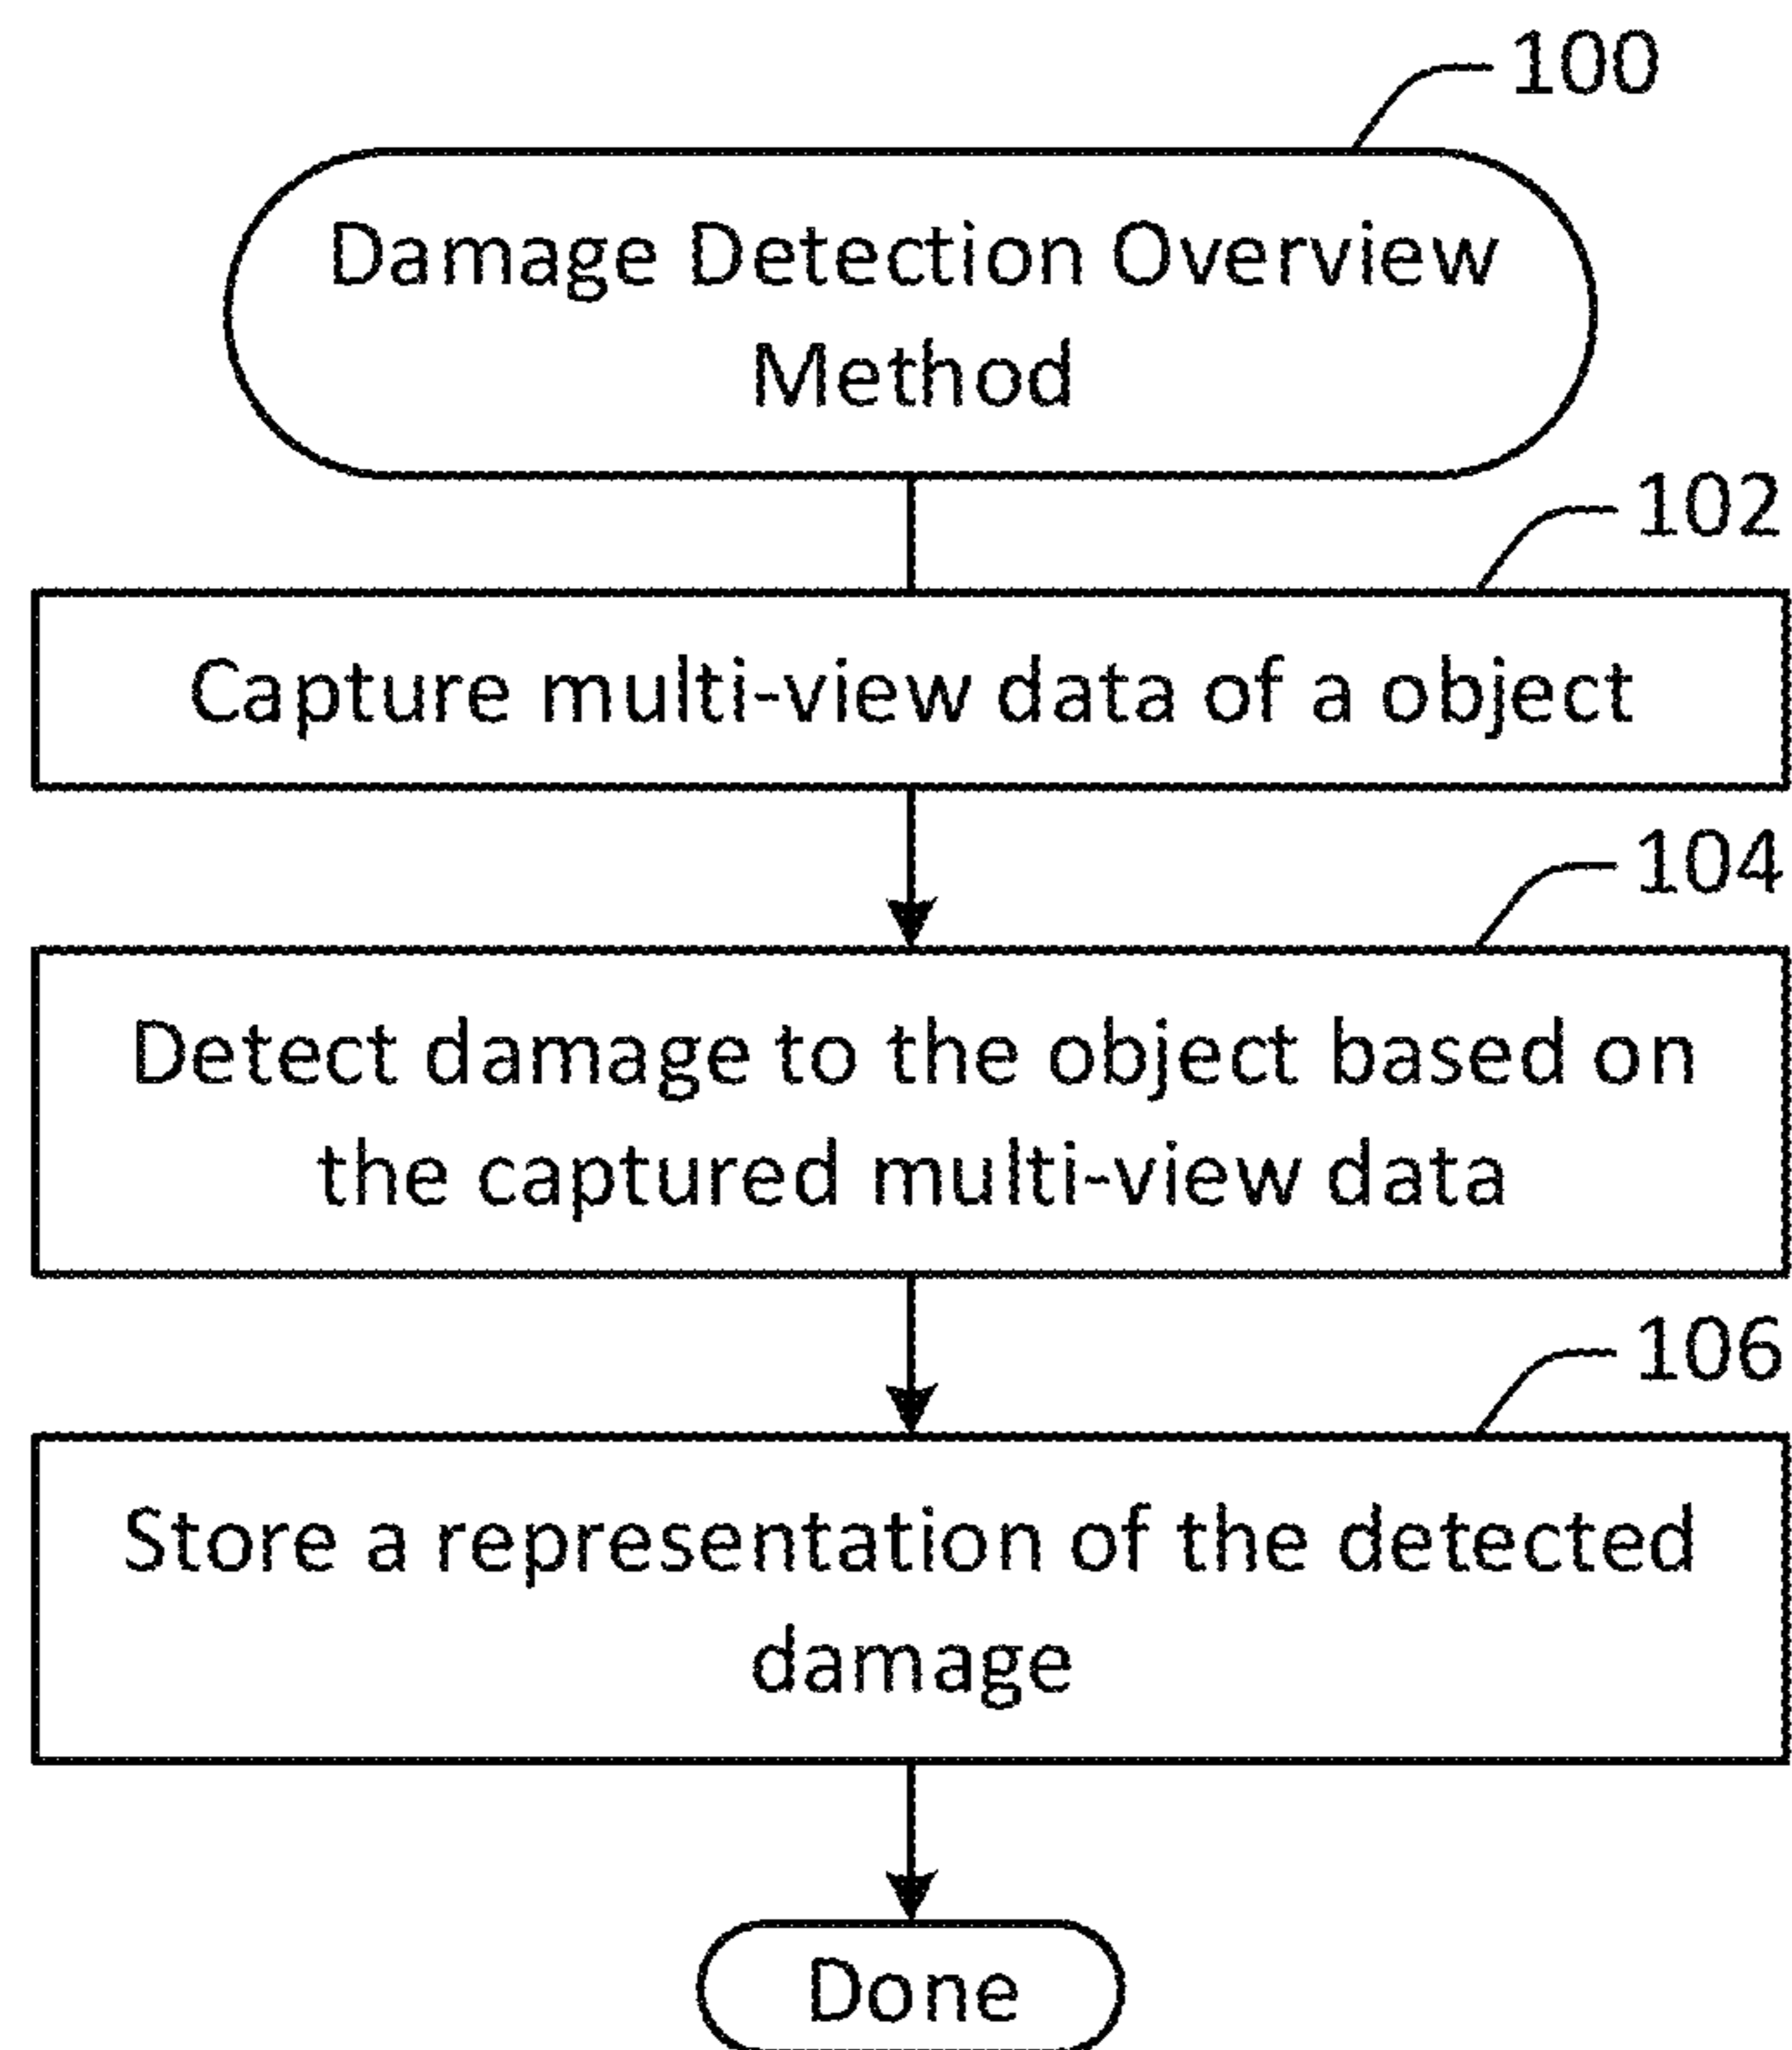 100
Damage Detection Overview
Method
102
Capture multi-view data of a object
104
Detect damage to the object based on
the captured multi-view data
106
Store a representation of the detected
damage
Done